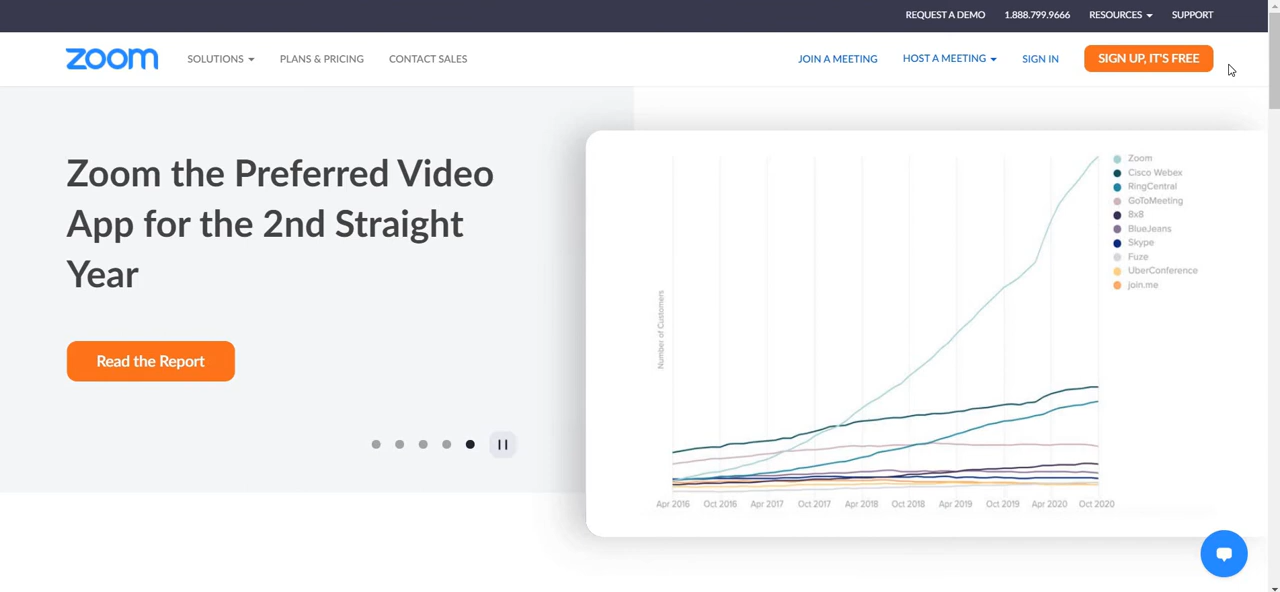 REQUEST A DEMO 1.888.799.9666 RESOURCES SUPPORT
zoom SOLUTIONS PLANS & PRICING CONTACT SALES JOIN A MEETING HOST A MEETING SIGN IN SIGN UP, IT'S FREE
Zoom the Preferred Video
App for the 2nd Straight
Year
Read the Report
Number of Customers
Zoom
Cisco Webex
RingCentral
GoToMeeting
8x8
BlueJeans
Skype
Fuze
UberConference
join.me
Apr 2016 Oct 2016 Apr 2017 Oct 2017 Apr 2018 Oct 2018 Apr 2019 Oct 2019 Apr 2020 Oct 2020